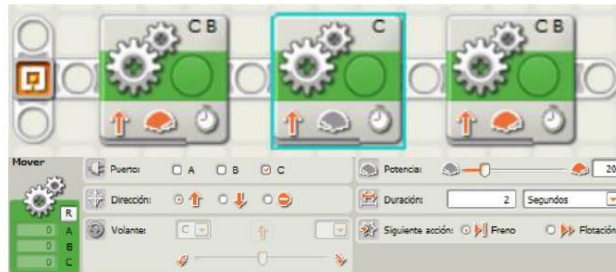 C B
C
C B
Mover
Puerto: A B C
Potencia: 20
R
Dirección:
Duración: 2 Segundos
0 A
0 B
0 C
Volante: C
Siguiente acción: Freno Flotación